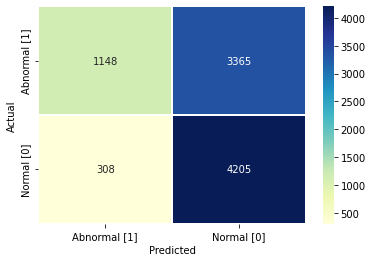 Actual
Abnormal [1]
Normal [0]
1148
3365
308
4205
Abnormal [1]
Normal [0]
Predicted
4000
3500
3000
2500
2000
1500
1000
500